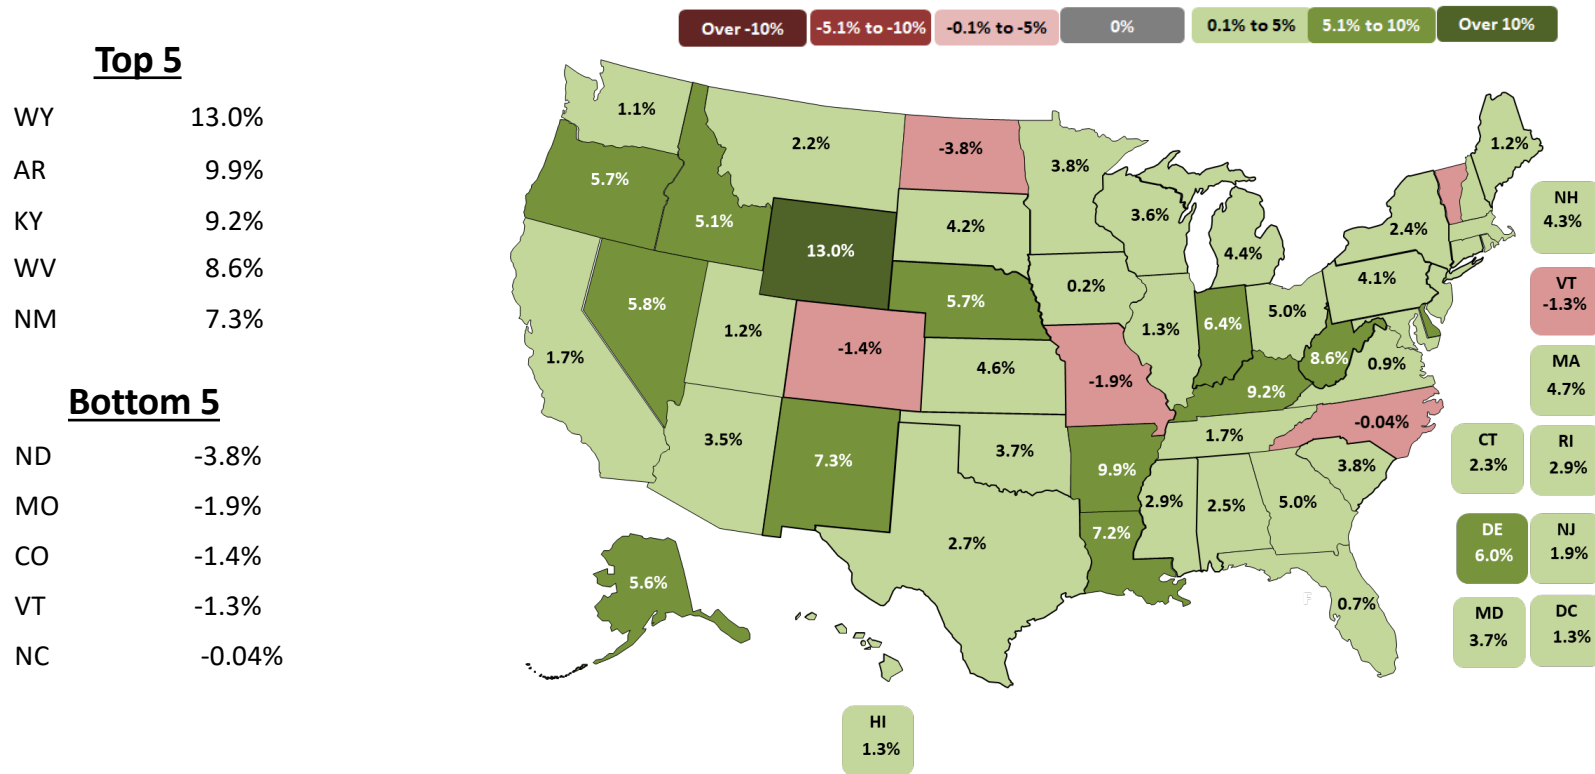 Over -10% -5.1% to -10% -0.1% to -5% 0% 0.1% to 5% 5.1% to 10% Over 10%
Top 5
WY 13.0%
AR 9.9%
KY 9.2%
WV 8.6%
NM 7.3%
Bottom 5
ND -3.8%
MO -1.9%
CO -1.4%
VT -1.3%
NC -0.04%
1.1%
2.2%
-3.8%
3.8%
1.2%
5.7%
5.1%
13.0%
4.2%
3.6%
4.4%
2.4%
4.1%
5.8%
1.2%
5.7%
0.2%
1.3%
6.4%
5.0%
8.6%
0.9%
1.7%
-1.4%
4.6%
-1.9%
9.2%
-0.04%
3.5%
7.3%
3.7%
9.9%
1.7%
3.8%
2.7%
7.2%
2.9%
2.5%
5.0%
0.7%
F
5.6%
NH
4.3%
VT
-1.3%
MA
4.7%
CT
2.3%
RI
2.9%
DE
6.0%
NJ
1.9%
MD
3.7%
DC
1.3%
HI
1.3%